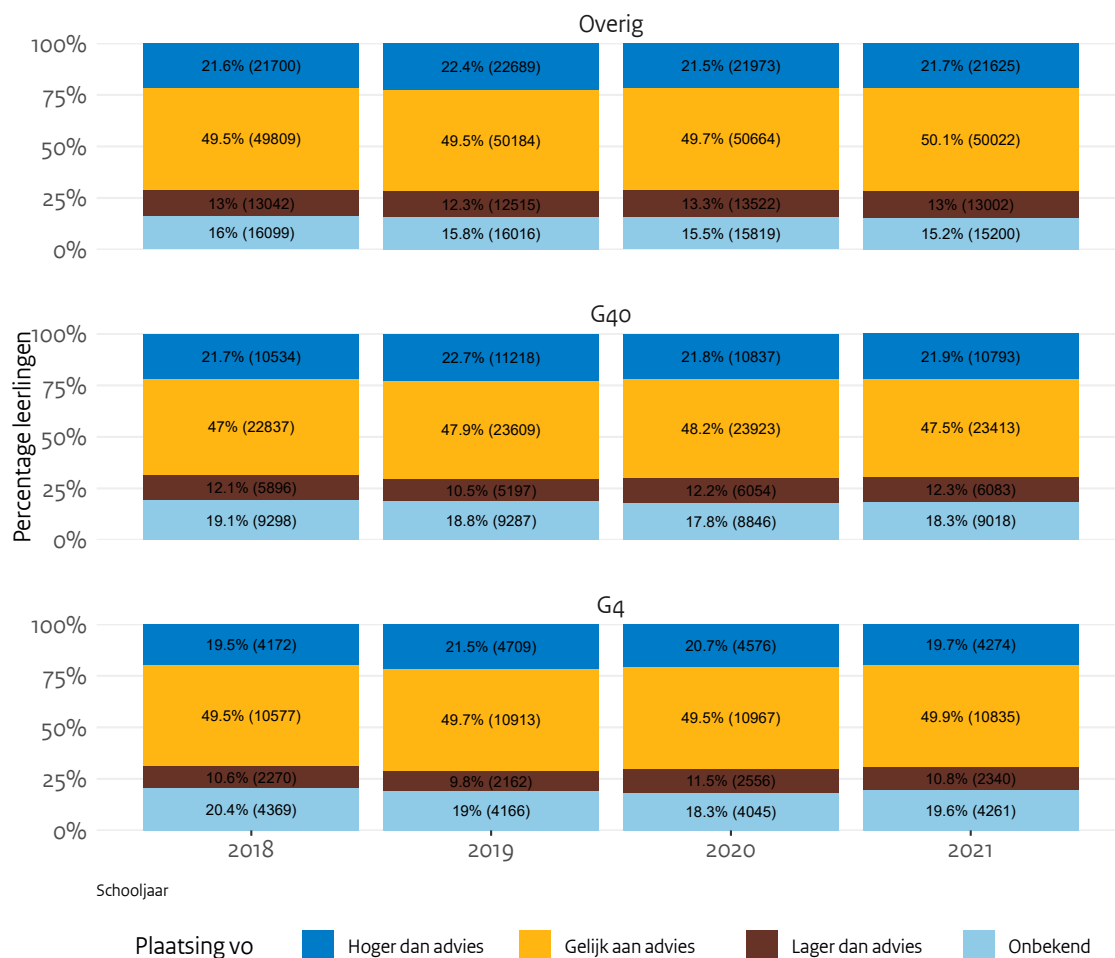 Overig
100%
21.6% (21700) 22.4% (22689) 21.5% (21973) 21.7% (21625)
75%
49.5% (49809) 49.5% (50184) 49.7% (50664) 50.1% (50022)
50%
25%
13% (13042) 12.3% (12515) 13.3% (13522) 13% (13002)
16% (16099) 15.8% (16016) 15.5% (15819) 15.2% (15200)
0%
Percentage leerlingen
G40
100%
21.7% (10534) 22.7% (11218) 21.8% (10837) 21.9% (10793)
75%
47% (22837) 47.9% (23609) 48.2% (23923) 47.5% (23413)
50%
25%
12.1% (5896) 10.5% (5197) 12.2% (6054) 12.3% (6083)
19.1% (9298) 18.8% (9287) 17.8% (8846) 18.3% (9018)
0%
G4
100%
19.5% (4172) 21.5% (4709) 20.7% (4576) 19.7% (4274)
75%
49.5% (10577) 49.7% (10913) 49.5% (10967) 49.9% (10835)
50%
25%
10.6% (2270) 9.8% (2162) 11.5% (2556) 10.8% (2340)
20.4% (4369) 19% (4166) 18.3% (4045) 19.6% (4261)
0%
2018 2019 2020 2021
Schooljaar
Plaatsing vo Hoger dan advies Gelijk aan advies Lager dan advies Onbekend